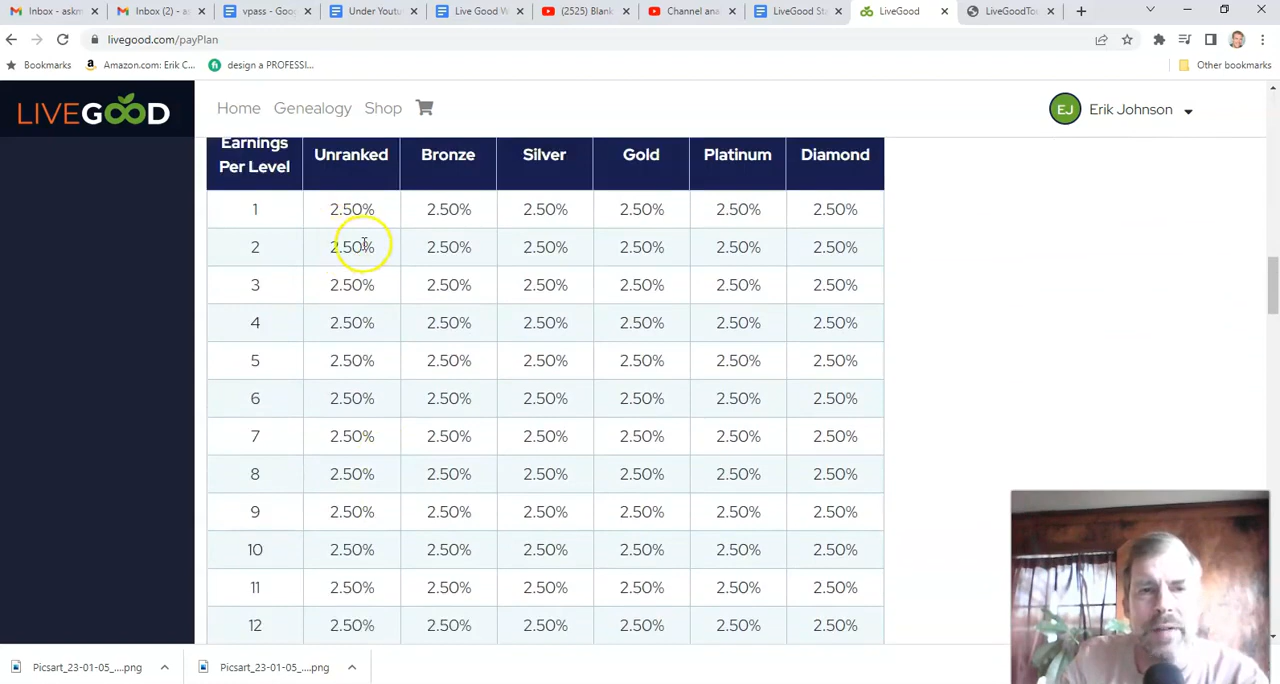 Inbox - askm
Inbox (2) - a
vpass - Goog
Under Youtu
Live Good W
(2525) Blank
Channel ana
LiveGood Sta
LiveGood
LiveGoodTou
livegood.com/payPlan
Bookmarks
Amazon.com: Erik C...
design a PROFESSI...
Other bookmarks
LIVEGOOD
Home Genealogy Shop
EJ Erik Johnson
Earnings Per Level Unranked Bronze Silver Gold Platinum Diamond
1 2.50% 2.50% 2.50% 2.50% 2.50% 2.50%
2 2.50% 2.50% 2.50% 2.50% 2.50% 2.50%
3 2.50% 2.50% 2.50% 2.50% 2.50% 2.50%
4 2.50% 2.50% 2.50% 2.50% 2.50% 2.50%
5 2.50% 2.50% 2.50% 2.50% 2.50% 2.50%
6 2.50% 2.50% 2.50% 2.50% 2.50% 2.50%
7 2.50% 2.50% 2.50% 2.50% 2.50% 2.50%
8 2.50% 2.50% 2.50% 2.50% 2.50% 2.50%
9 2.50% 2.50% 2.50% 2.50% 2.50% 2.50%
10 2.50% 2.50% 2.50% 2.50% 2.50% 2.50%
11 2.50% 2.50% 2.50% 2.50% 2.50% 2.50%
12 2.50% 2.50% 2.50% 2.50% 2.50% 2.50%
Picsart_23-01-05_....png
Picsart_23-01-05_....png